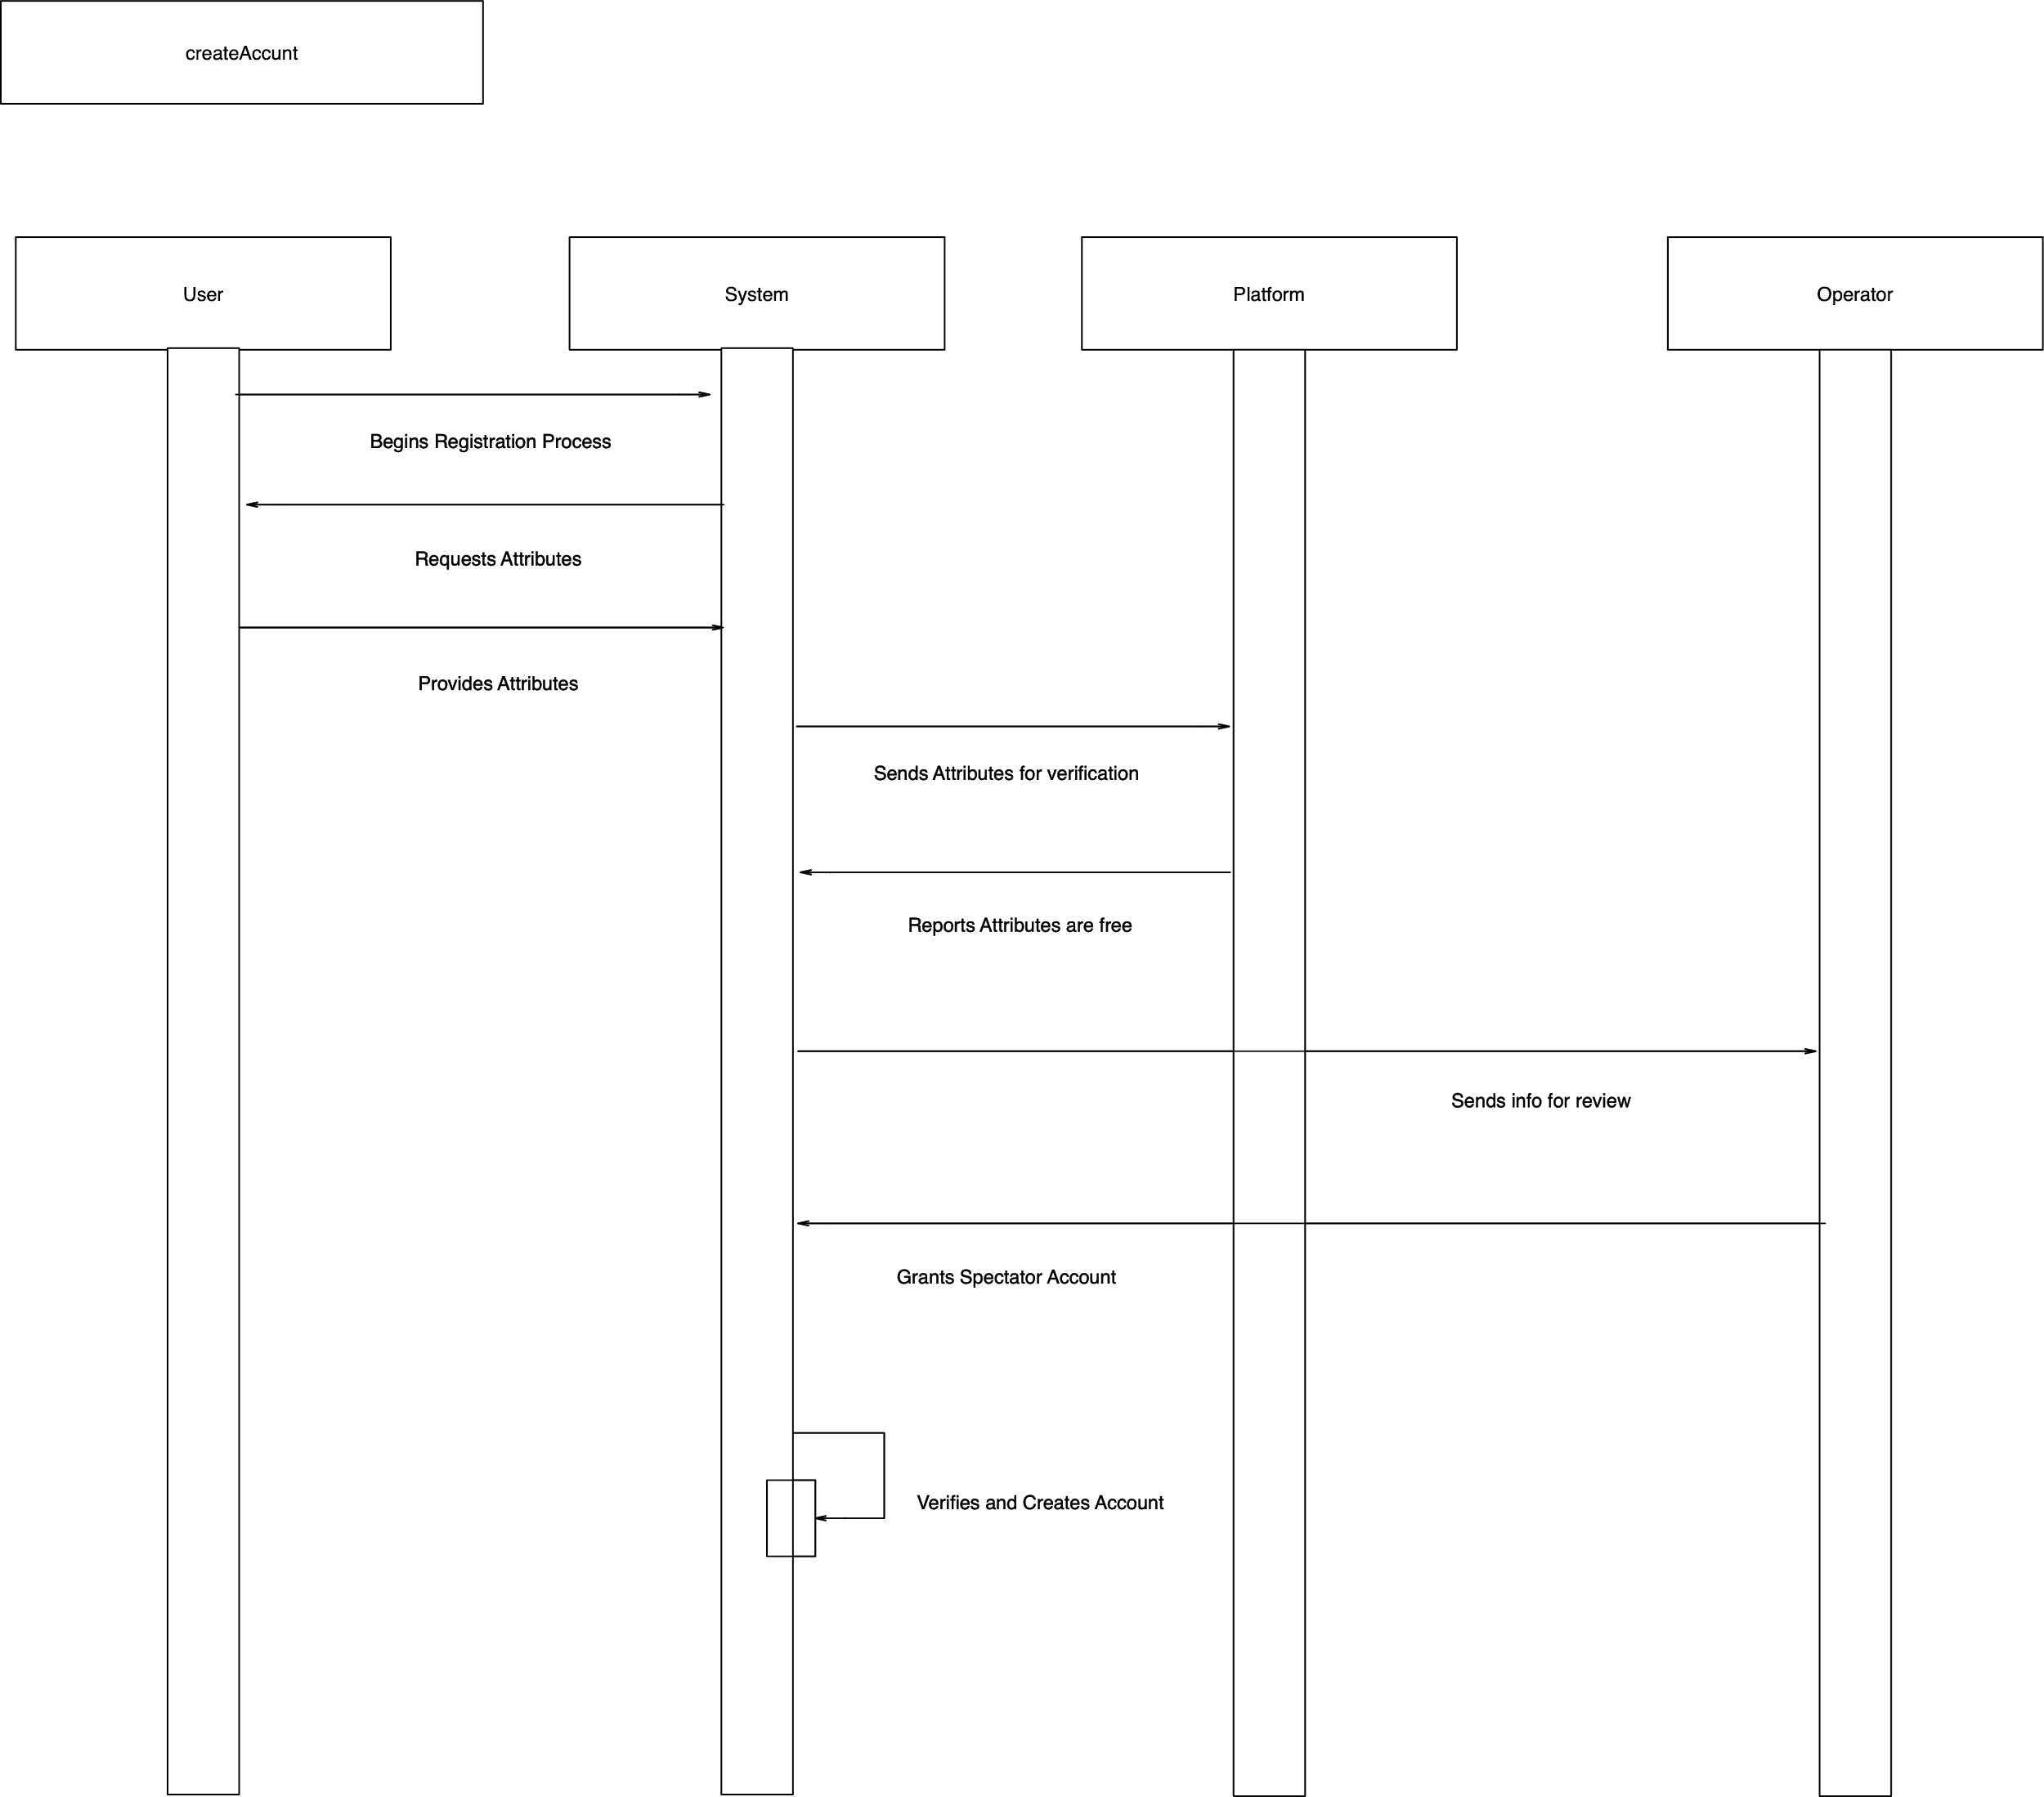 createAccunt
User
System
Platform
Operator
Begins Registration Process
Requests Attributes
Provides Attributes
Sends Attributes for verification
Reports Attributes are free
Sends info for review
Grants Spectator Account
Verifies and Creates Account